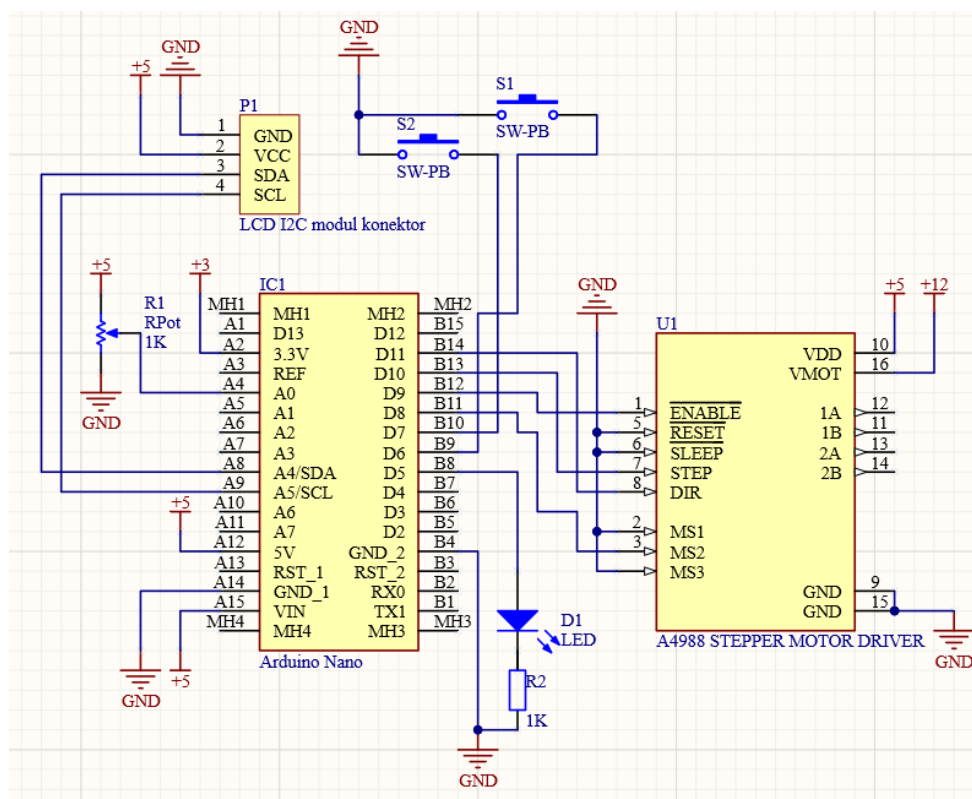 GND
+5
P1
1 GND
2 VCC
3 SDA
4 SCL
LCD I2C modul konektor
GND
S1
SW-PB
S2
SW-PB
+5
R1
RPot
1K
GND
+3
IC1
MH1 MH1 MH2 MH2
A1 D13 D12 B15
A2 3.3V D11 B14
A3 REF D10 B13
A4 A0 D9 B12
A5 A1 D8 B11
A6 A2 D7 B10
A7 A3 D6 B9
A8 A4/SDA D5 B8
A9 A5/SCL D4 B7
A10 A6 D3 B6
A11 A7 D2 B5
A12 5V GND_2 B4
A13 RST_1 RST_2 B3
A14 GND_1 RX0 B2
A15 VIN TX1 B1
MH4 MH4 MH3 MH3
Arduino Nano
+5
GND
+5
D1
LED
R2
1K
GND
GND
+5
+12
U1
VDD 10
VMOT 16
1 ENABLE 1A 12
5 RESET 1B 11
6 SLEEP 2A 13
7 STEP 2B 14
8 DIR
2 MS1
3 MS2
MS3
GND 9
GND 15
A4988 STEPPER MOTOR DRIVER
GND